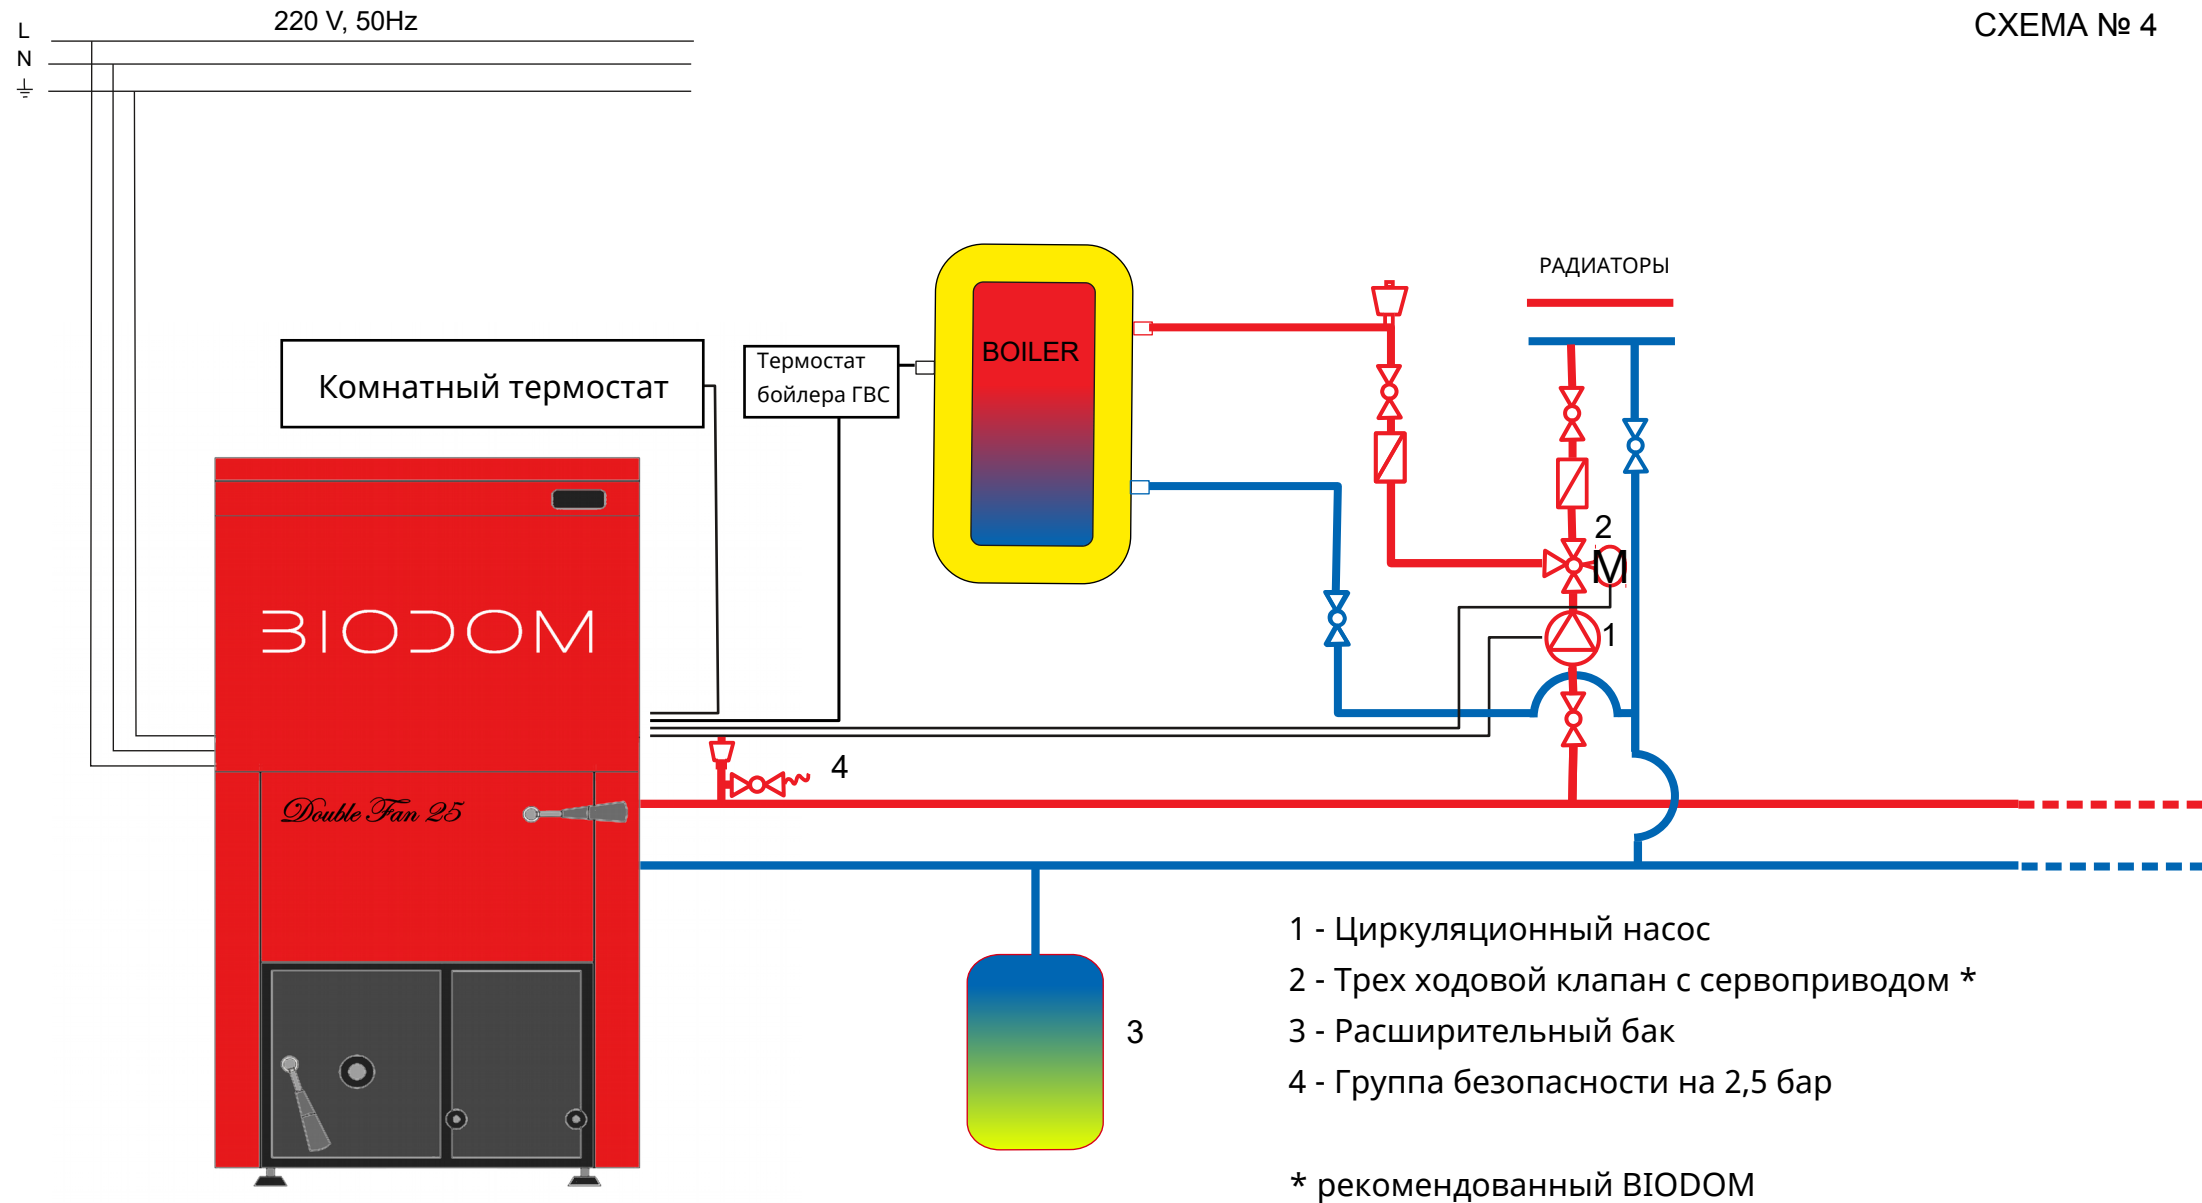 220 V, 50Hz
СХЕМА № 4
L
N
РАДИАТОРЫ
BOILER
Термостат
бойлера ГВС
Комнатный термостат
2
M
1
BIODOM
4
Double Fan 25
3
1 - Циркуляционный насос
2 - Трех ходовой клапан с сервоприводом *
3 - Расширительный бак
4 - Группа безопасности на 2,5 бар
* рекомендованный BIODOM